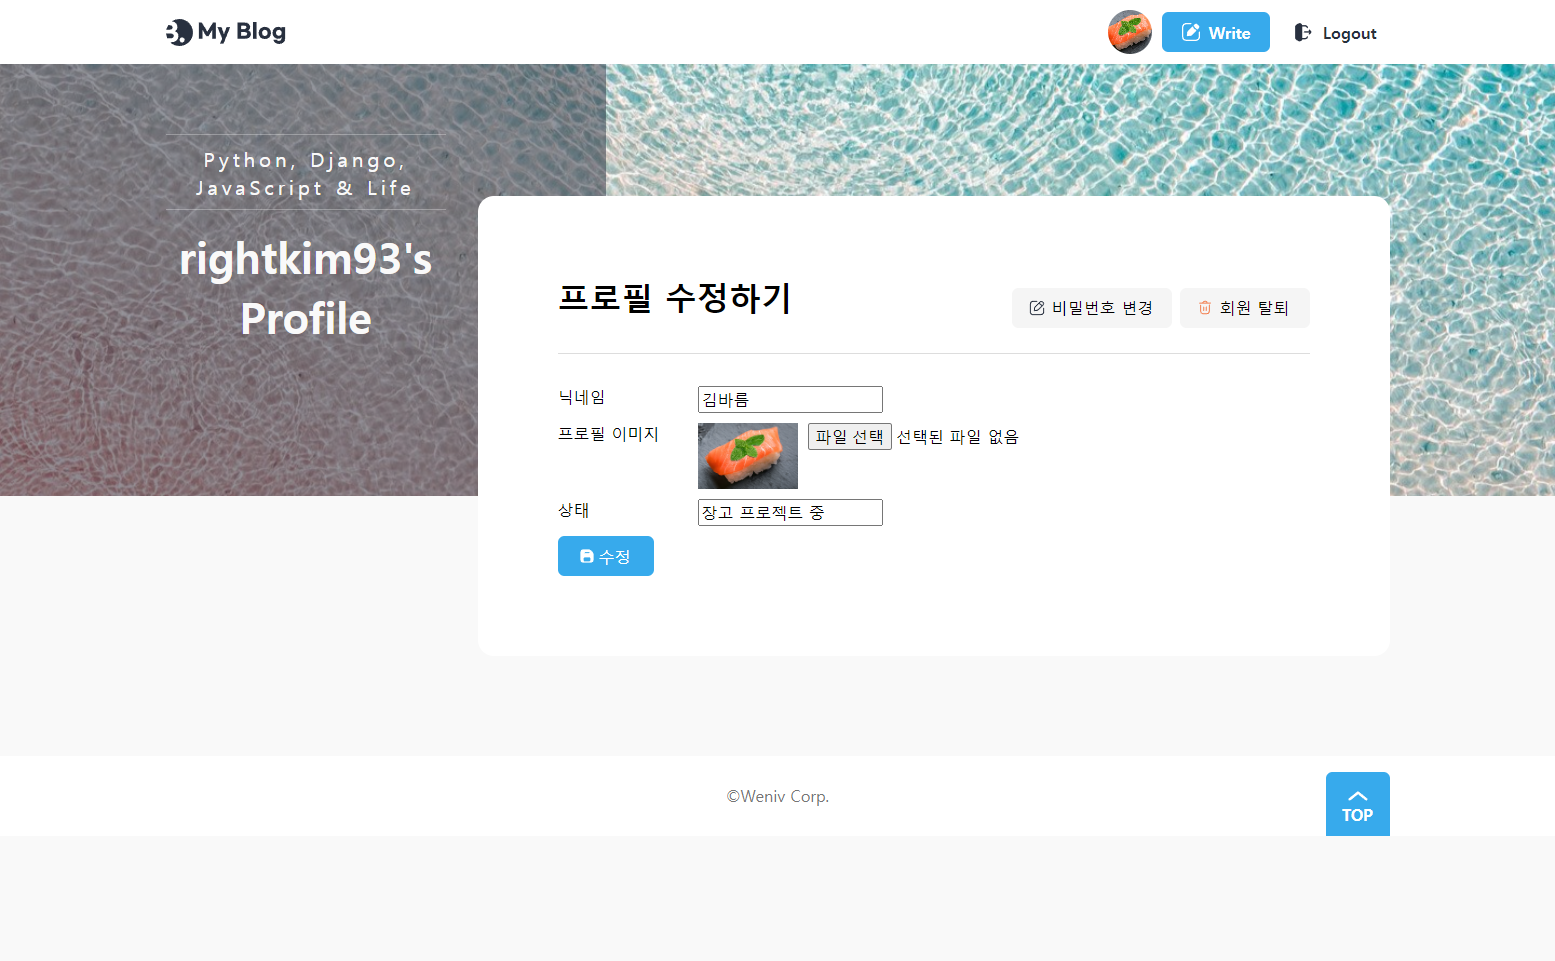 My Blog
Write
Logout
Python, Django,
JavaScript & Life
rightkim93's
Profile
프로필 수정하기
비밀번호 변경
회원 탈퇴
닉네임
김바름
프로필 이미지
파일 선택 선택된 파일 없음
상태
장고 프로젝트 중
수정
©Weniv Corp.
TOP